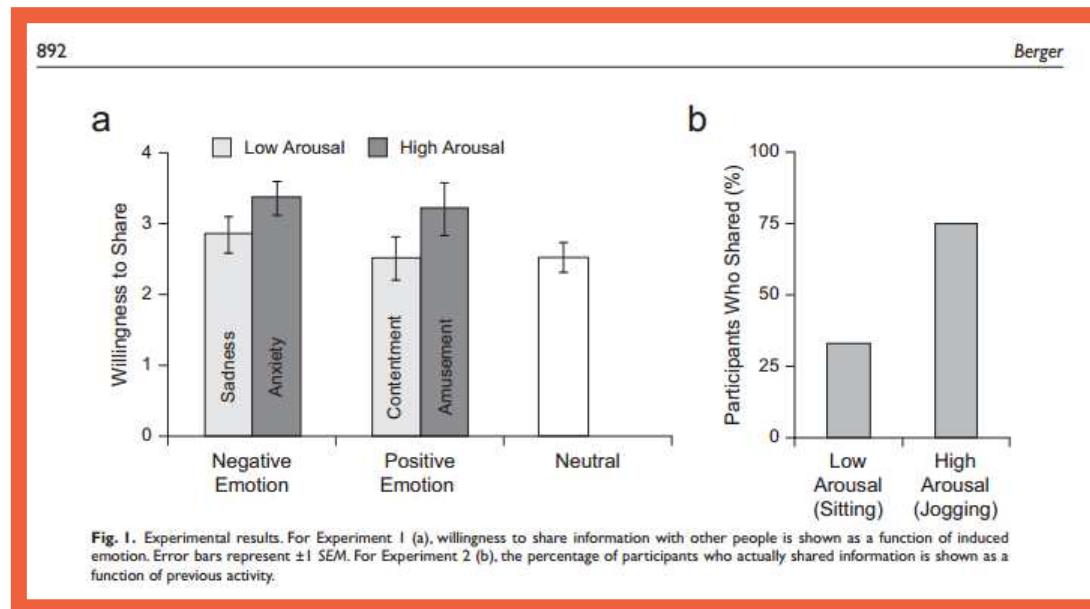 892
Berger
a
Low Arousal
High Arousal
Willingness to Share
4
3
2
1
0
Sadness
Anxiety
Contentment
Amusement
Negative
Emotion
Positive
Emotion
Neutral
b
Participants Who Shared (%)
100
75
50
25
0
Low
Arousal
(Sitting)
High
Arousal
(Jogging)
Fig. 1. Experimental results. For Experiment 1 (a), willingness to share information with other people is shown as a function of induced
emotion. Error bars represent ±1 SEM. For Experiment 2 (b), the percentage of participants who actually shared information is shown as a
function of previous activity.